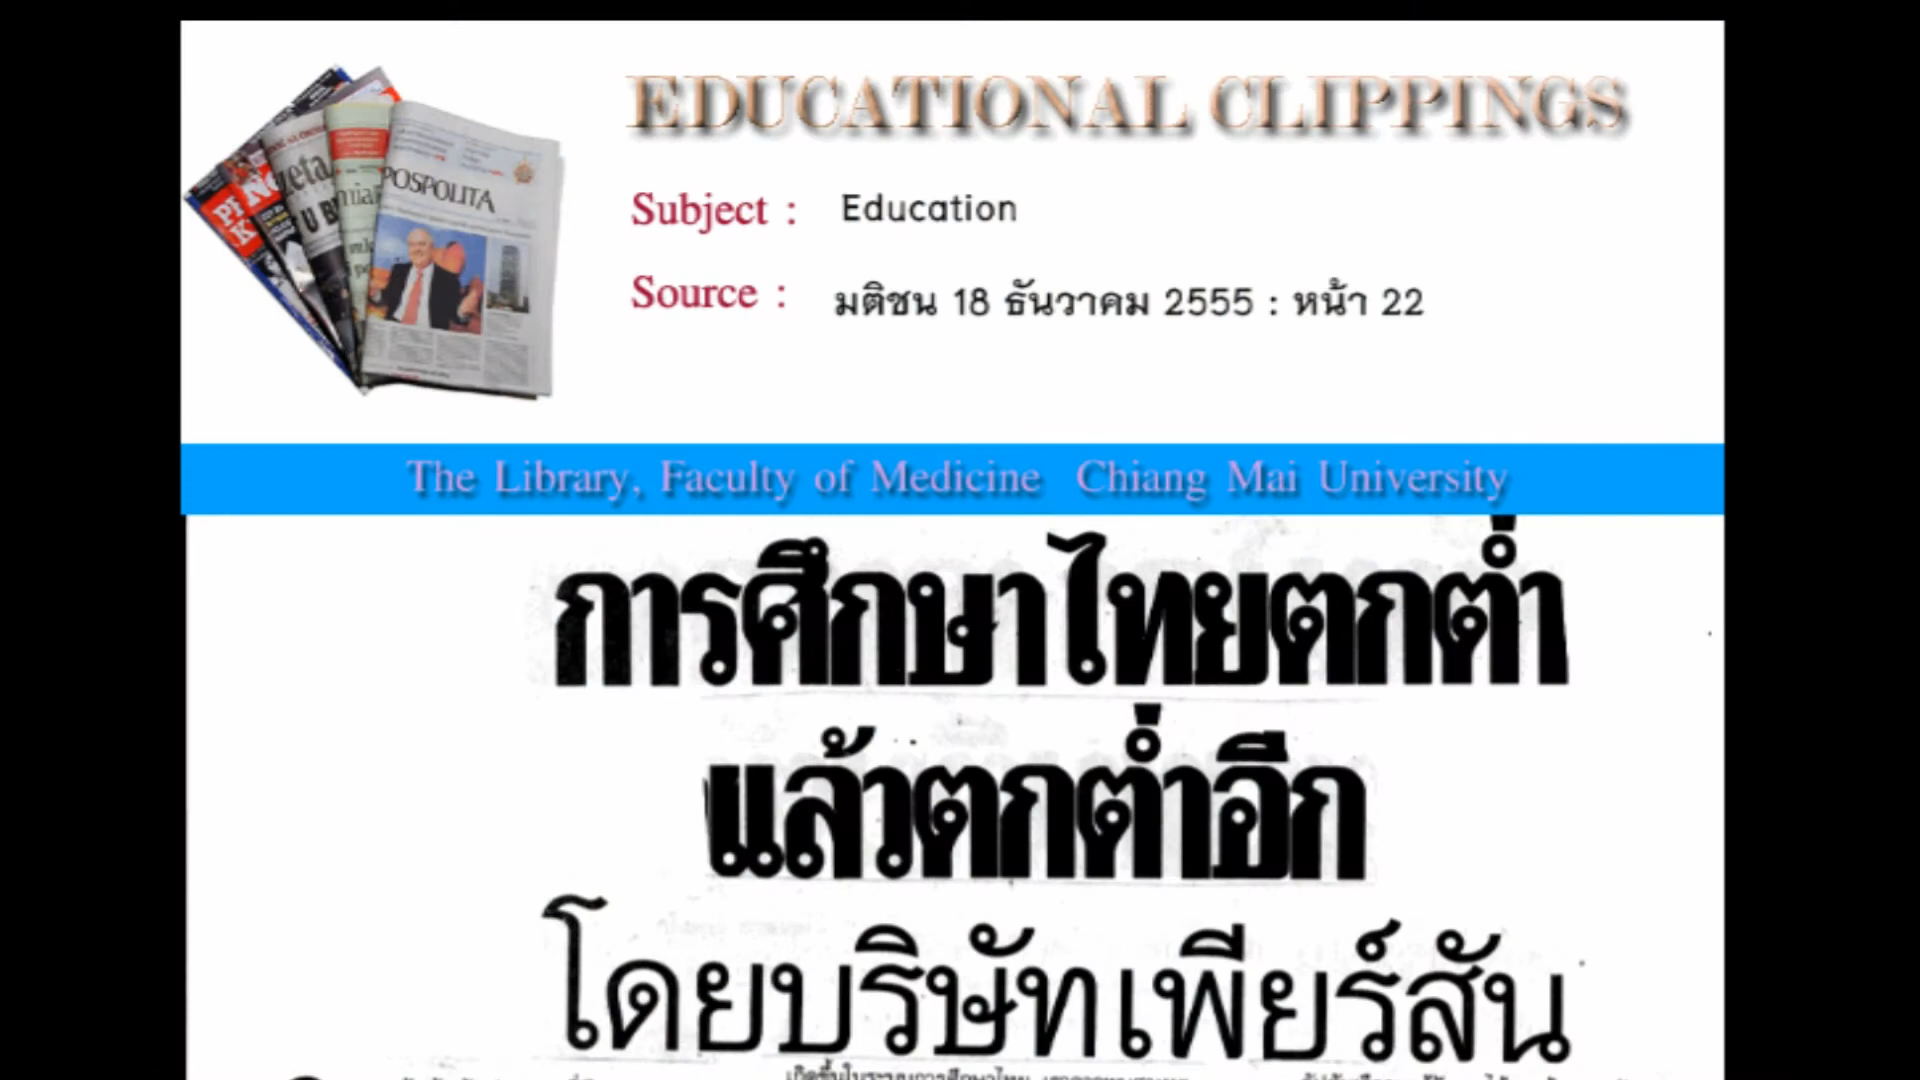 EDUCATIONAL CLIPPINGS
Subject : Education
Source : มติชน 18 ธันวาคม 2555 : หน้า 22
POSPOLITA
The Library, Faculty of Medicine Chiang Mai University
การศึกษาไทยตกต่ำ
แล้วตกต่ำอีก
โดยบริษัทเพียร์สัน